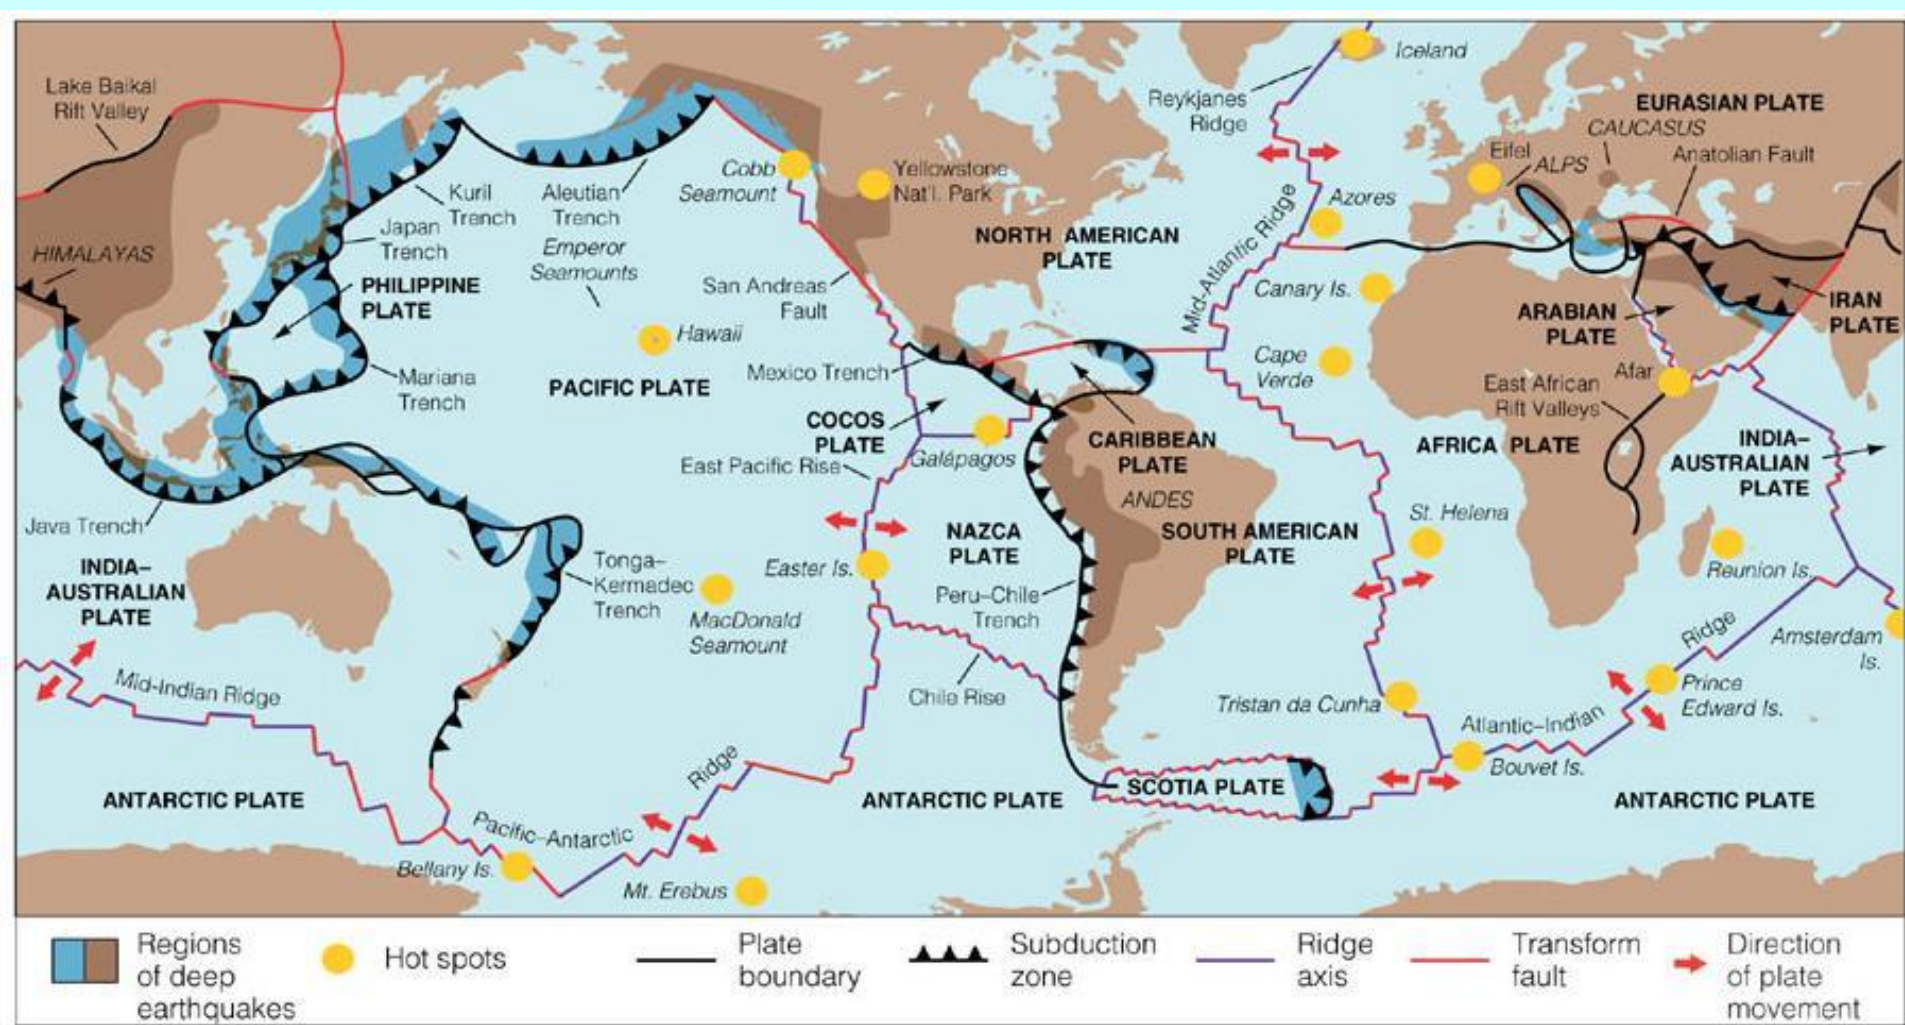 Iceland
Lake Baikal
Rift Valley
Reykjanes
Ridge
EURASIAN PLATE
CAUCASUS
Eifel
ALPS
Anatolian Fault
Cobb
Seamount
Yellowstone
Nat'l. Park
Kuril
Trench
Aleutian
Trench
Azores
Japan
Trench
Emperor
Seamounts
NORTH AMERICAN
PLATE
Mid-Atlantic Ridge
HIMALAYAS
PHILIPPINE
PLATE
San Andreas
Fault
Canary Is.
ARABIAN
PLATE
IRAN
PLATE
Hawaii
Mariana
Trench
PACIFIC PLATE
Mexico Trench
Cape
Verde
Afar
East African
Rift Valleys
COCOS
PLATE
CARIBBEAN
PLATE
AFRICA PLATE
INDIA–
AUSTRALIAN
PLATE
East Pacific Rise
Galápagos
ANDES
Java Trench
NAZCA
PLATE
SOUTH AMERICAN
PLATE
St. Helena
INDIA–
AUSTRALIAN
PLATE
Tonga–
Kermadec
Trench
Easter Is.
Peru–Chile
Trench
Reunion Is.
MacDonald
Seamount
Ridge
Amsterdam
Is.
Mid-Indian Ridge
Chile Rise
Tristan da Cunha
Atlantic–Indian
Prince
Edward Is.
Ridge
Bouvet Is.
ANTARCTIC PLATE
ANTARCTIC PLATE
SCOTIA PLATE
ANTARCTIC PLATE
Pacific–Antarctic
Bellany Is.
Mt. Erebus
Regions
of deep
earthquakes
Hot spots
Plate
boundary
Subduction
zone
Ridge
axis
Transform
fault
Direction
of plate
movement